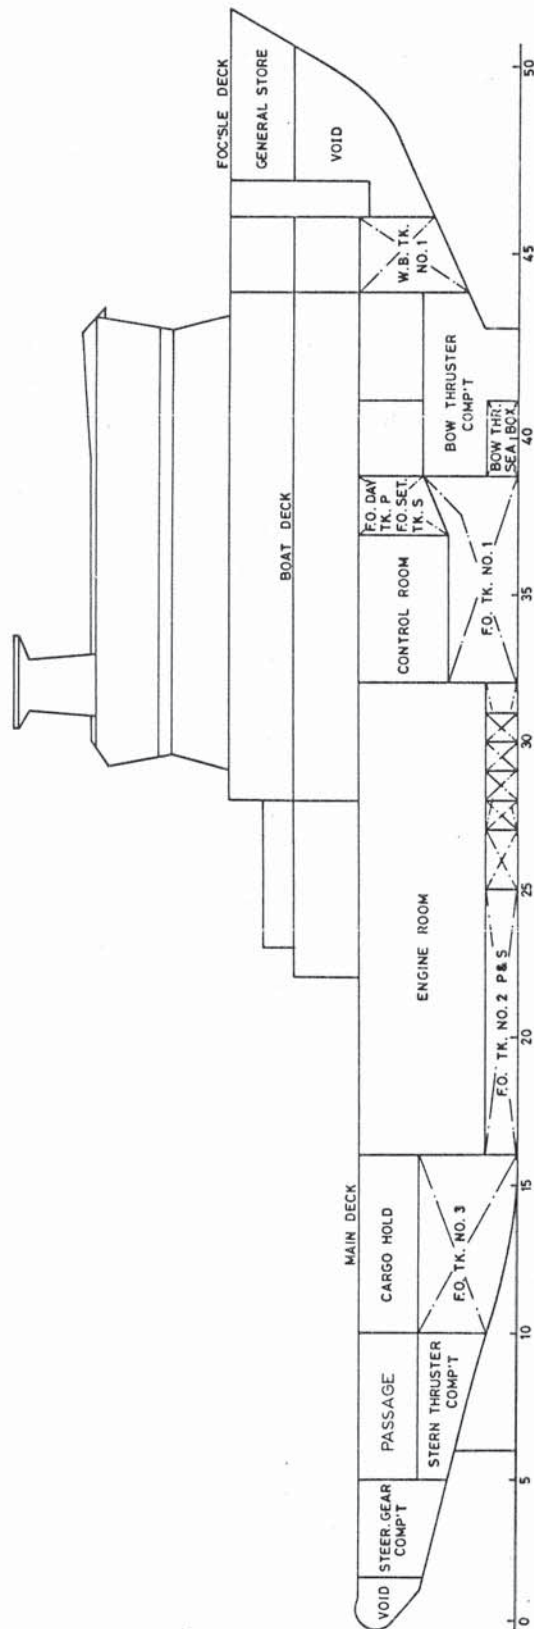 FOC'SLE DECK
GENERAL STORE
VOID
BOAT DECK
W.B. TK.
NO. 1
BOW THRUSTER
COMP'T
BOW THR.
SEA BOX
F.O. DAY
TK. P
F.O. SET.
TK. S
CONTROL ROOM
F.O. TK. NO. 1
ENGINE ROOM
F.O. TK. NO. 2 P & S
MAIN DECK
CARGO HOLD
F.O. TK. NO. 3
PASSAGE
STERN THRUSTER
COMP'T
STEER. GEAR
COMP'T
VOID
0
5
10
15
20
25
30
35
40
45
50